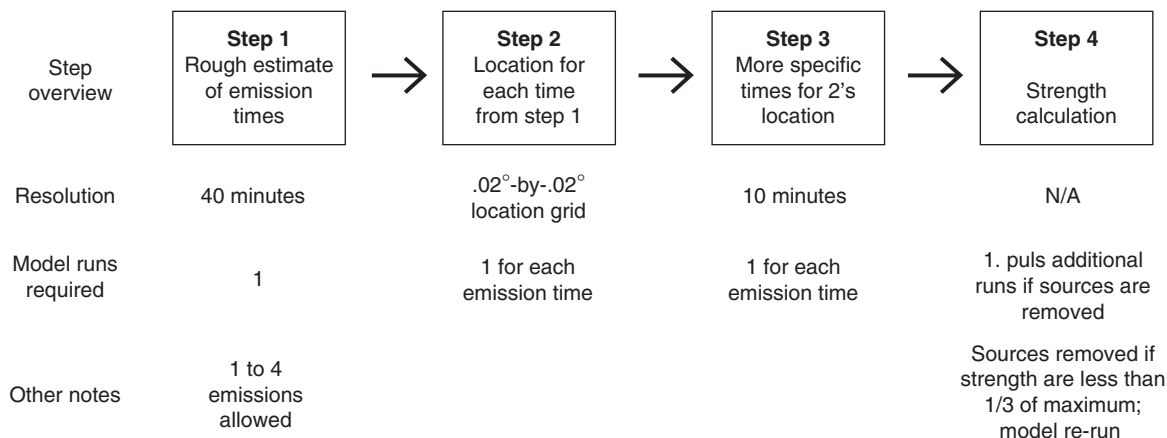 Step
overview
Step 1
Rough estimate
of emission
times
Step 2
Location for
each time
from step 1
Step 3
More specific
times for 2's
location
Step 4
Strength
calculation
Resolution
40 minutes
.02°-by-.02°
location grid
10 minutes
N/A
Model runs
required
1
1 for each
emission time
1 for each
emission time
1. puls additional
runs if sources are
removed
Other notes
1 to 4
emissions
allowed
Sources removed if
strength are less than
1/3 of maximum;
model re-run